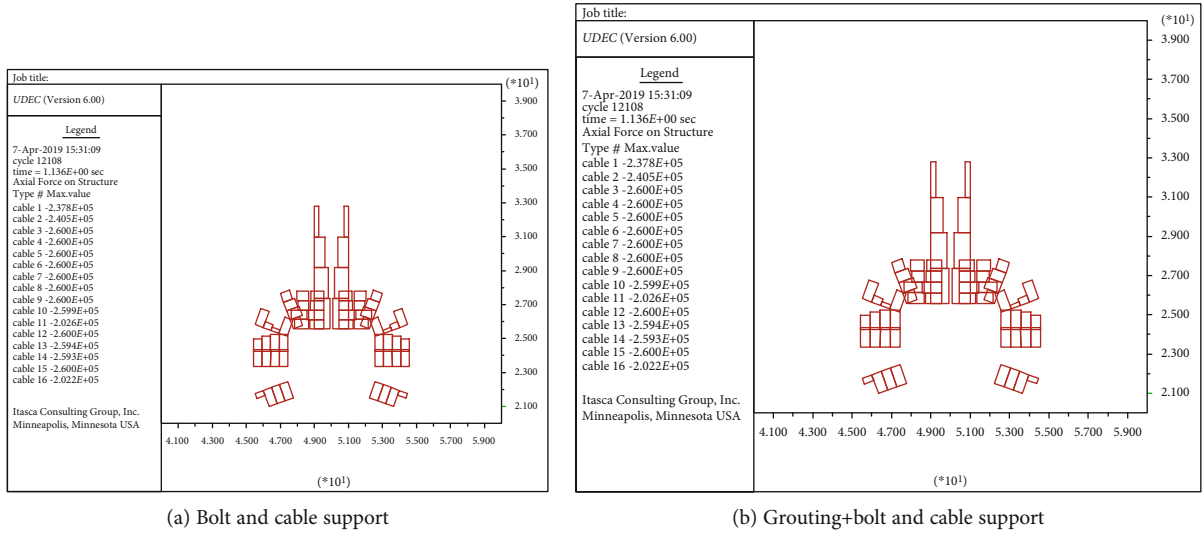 Job title:
UDEC (Version 6.00)
Legend
7-Apr-2019 15:31:09
cycle 12108
time = 1.136E+00 sec
Axial Force on Structure
Type # Max.value
cable 1 -2.378E+05
cable 2 -2.405E+05
cable 3 -2.600E+05
cable 4 -2.600E+05
cable 5 -2.600E+05
cable 6 -2.600E+05
cable 7 -2.600E+05
cable 8 -2.600E+05
cable 9 -2.600E+05
cable 10 -2.599E+05
cable 11 -2.026E+05
cable 12 -2.600E+05
cable 13 -2.594E+05
cable 14 -2.593E+05
cable 15 -2.600E+05
cable 16 -2.022E+05
Itasca Consulting Group, Inc.
Minneapolis, Minnesota USA
(*10¹)
3.900
3.700
3.500
3.300
3.100
2.900
2.700
2.500
2.300
2.100
4.100 4.300 4.500 4.700 4.900 5.100 5.300 5.500 5.700 5.900
(*10¹)
(a) Bolt and cable support
Job title:
UDEC (Version 6.00)
Legend
7-Apr-2019 15:31:09
cycle 12108
time = 1.136E+00 sec
Axial Force on Structure
Type # Max.value
cable 1 -2.378E+05
cable 2 -2.405E+05
cable 3 -2.600E+05
cable 4 -2.600E+05
cable 5 -2.600E+05
cable 6 -2.600E+05
cable 7 -2.600E+05
cable 8 -2.600E+05
cable 9 -2.600E+05
cable 10 -2.599E+05
cable 11 -2.026E+05
cable 12 -2.600E+05
cable 13 -2.594E+05
cable 14 -2.593E+05
cable 15 -2.600E+05
cable 16 -2.022E+05
Itasca Consulting Group, Inc.
Minneapolis, Minnesota USA
(*10¹)
3.900
3.700
3.500
3.300
3.100
2.900
2.700
2.500
2.300
2.100
4.100 4.300 4.500 4.700 4.900 5.100 5.300 5.500 5.700 5.900
(*10¹)
(b) Grouting+bolt and cable support